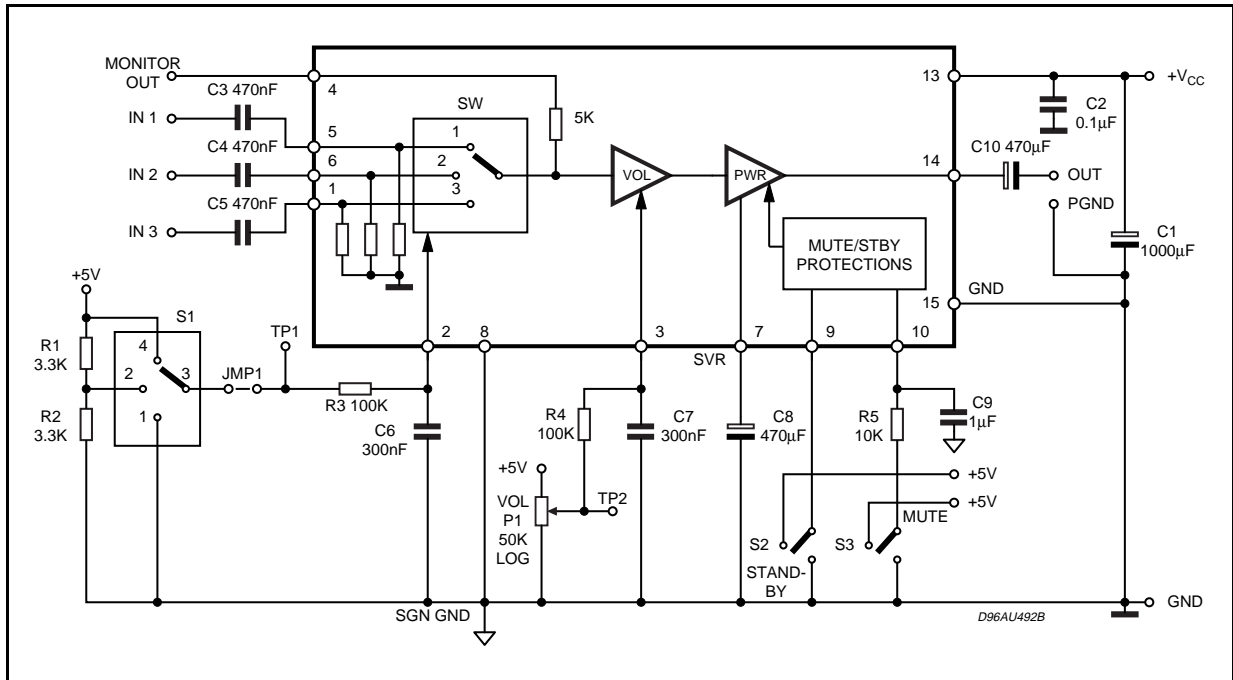 MONITOR
OUT
C3 470nF
IN 1
C4 470nF
IN 2
C5 470nF
IN 3
4
5
6
1
SW
1
2
3
5K
VOL
PWR
MUTE/STBY
PROTECTIONS
13
14
15
GND
+VCC
C2
0.1µF
C10 470µF
OUT
PGND
C1
1000µF
+5V
S1
R1
3.3K
R2
3.3K
4
2
3
1
JMP1
TP1
R3 100K
2
8
3
SVR
7
9
10
C6
300nF
R4
100K
C7
300nF
C8
470µF
R5
10K
C9
1µF
+5V
VOL
P1
50K
LOG
TP2
+5V
+5V
MUTE
S2
S3
STAND-
BY
SGN GND
D96AU492B
GND